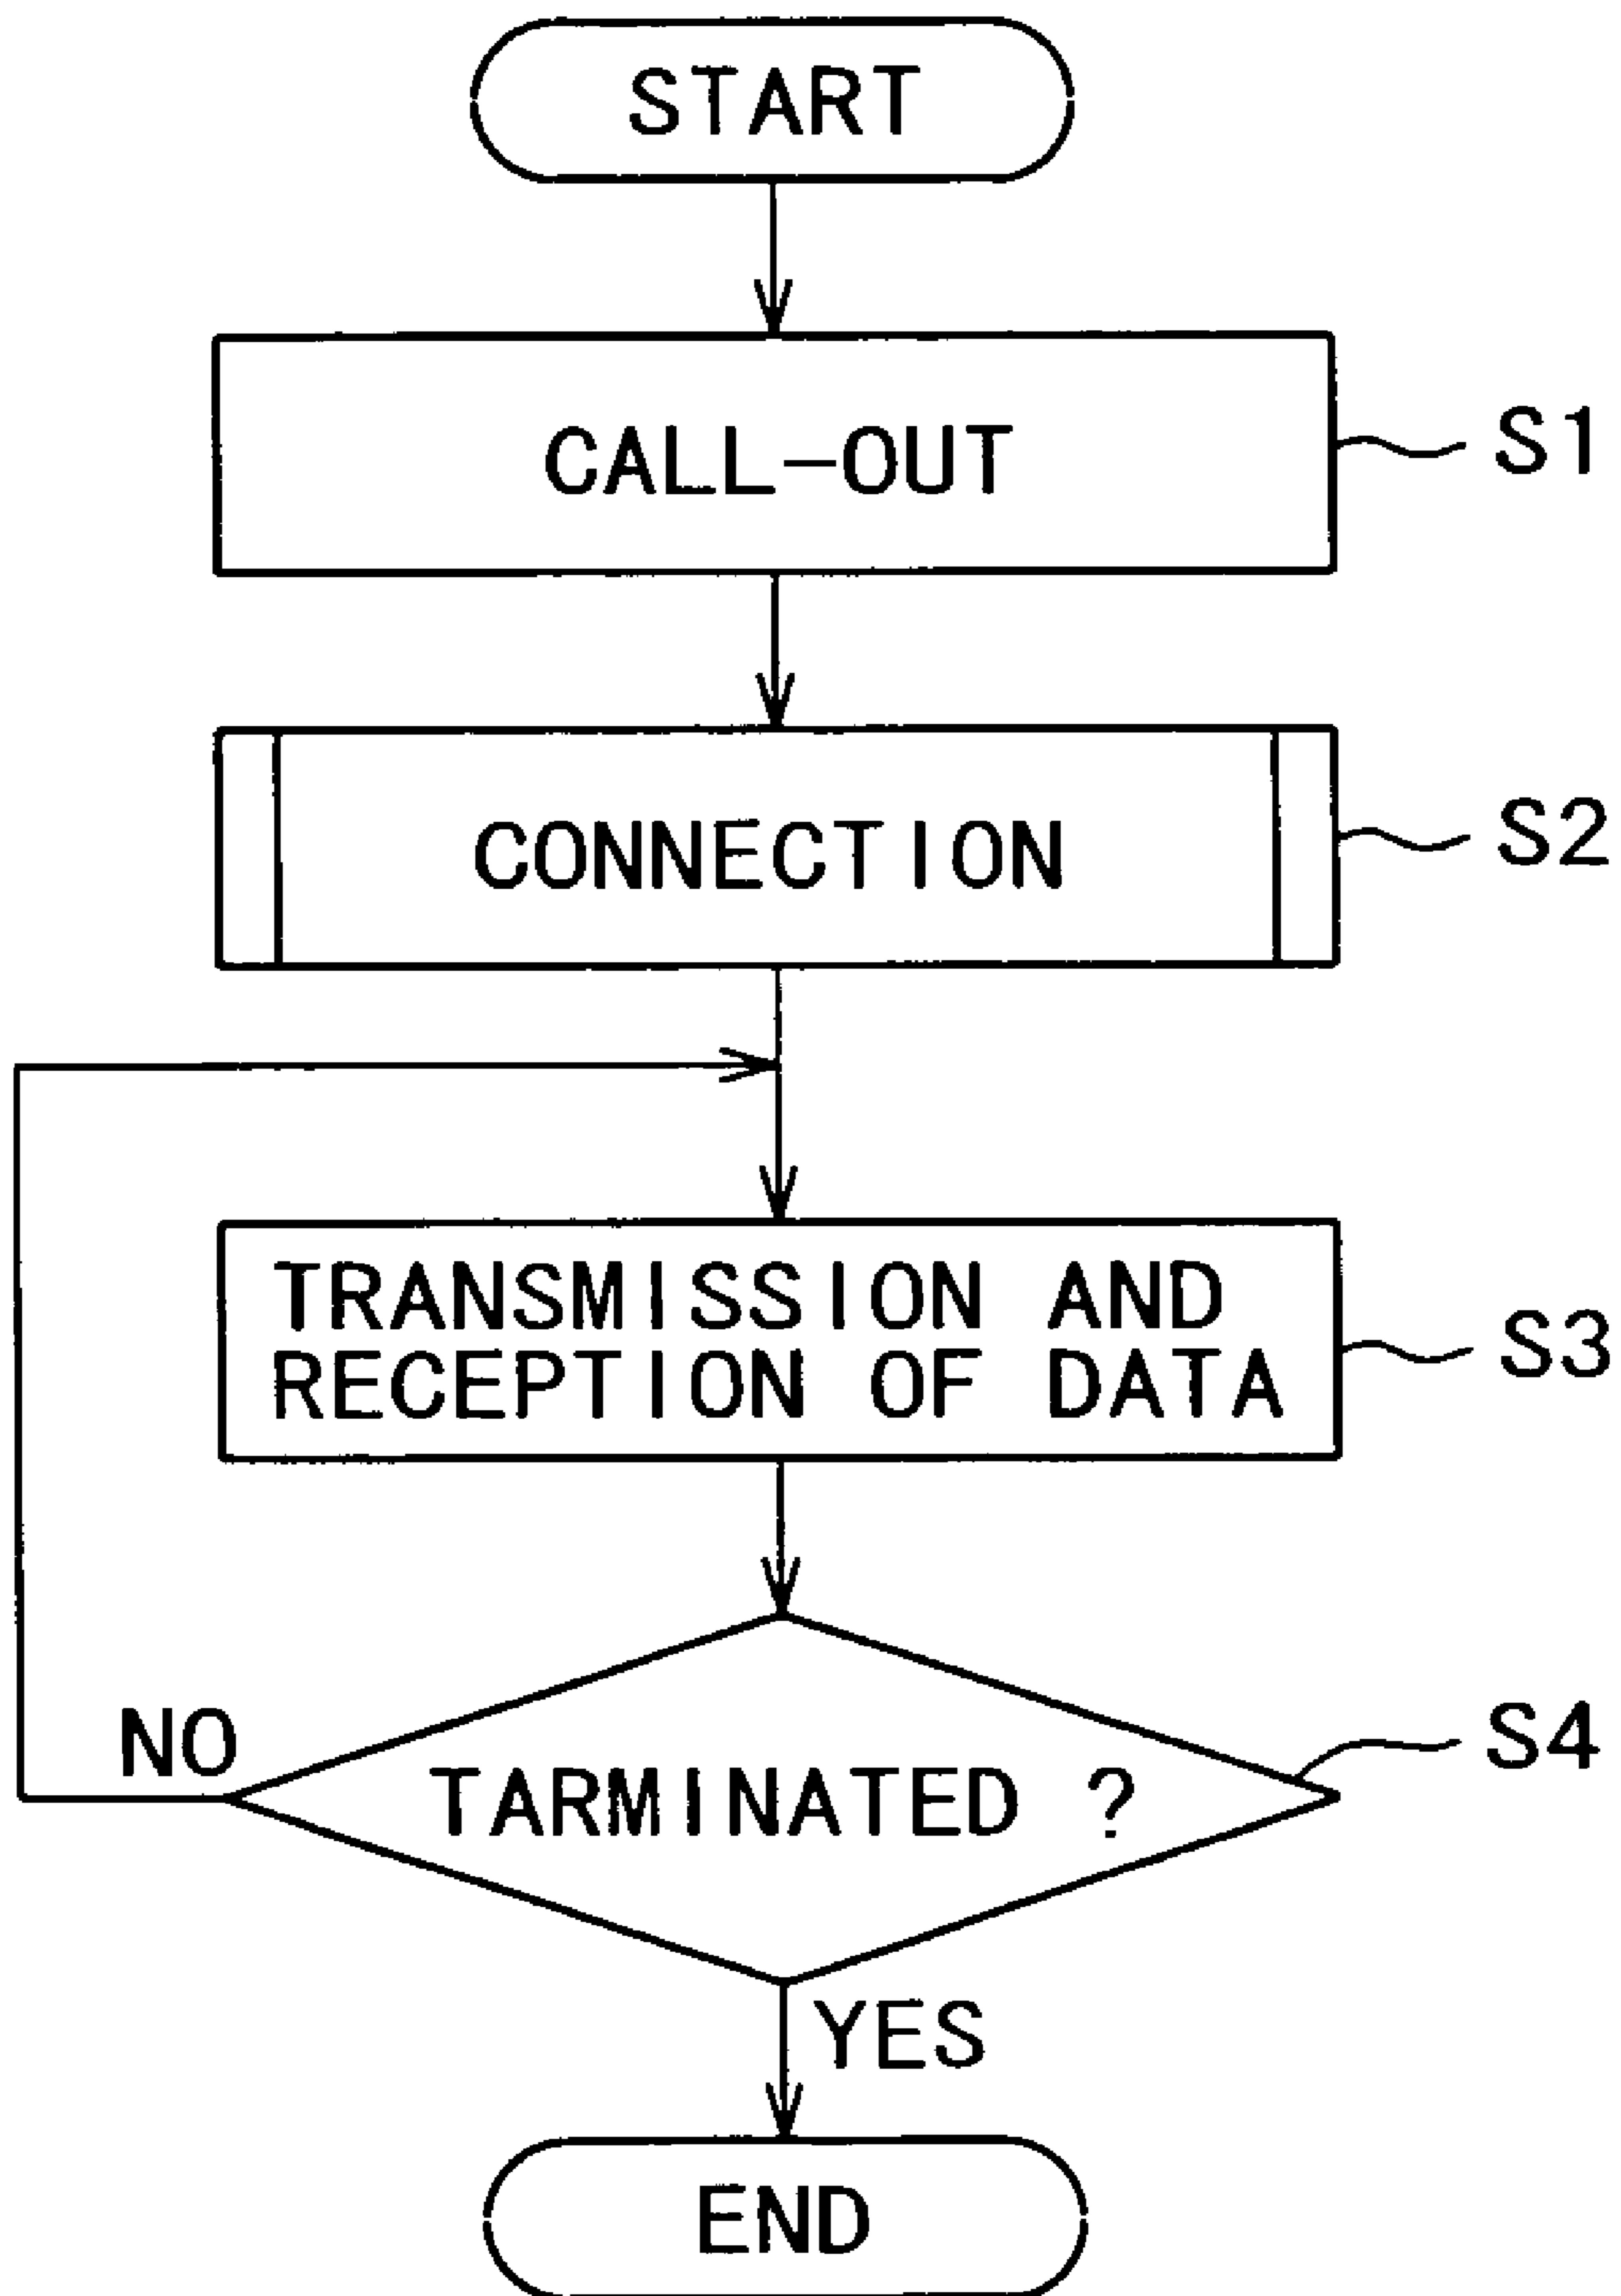 START
CALL-OUT
S1
CONNECTION
S2
TRANSMISSION AND
RECEPTION OF DATA
S3
NO
TARMINATED ?
S4
YES
END